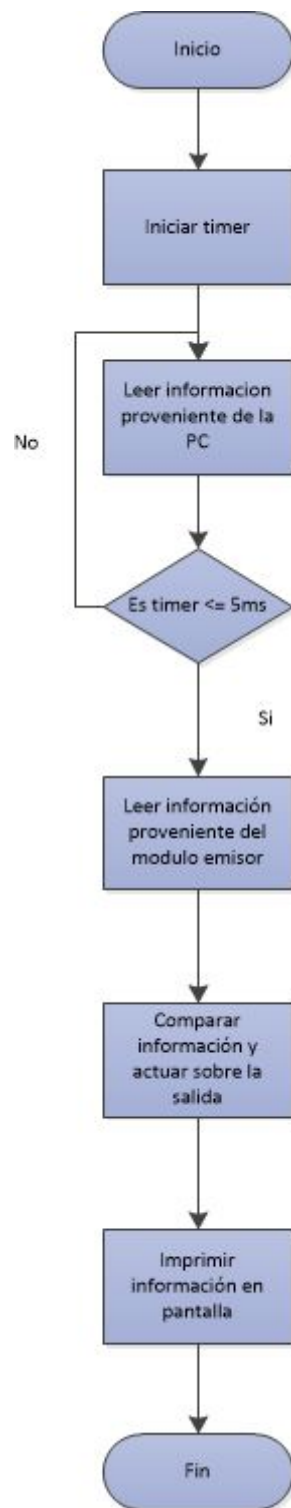 Inicio
Iniciar timer
Leer informacion
proveniente de la
PC
No
Es timer <= 5ms
Si
Leer información
proveniente del
modulo emisor
Comparar
información y
actuar sobre la
salida
Imprimir
información en
pantalla
Fin